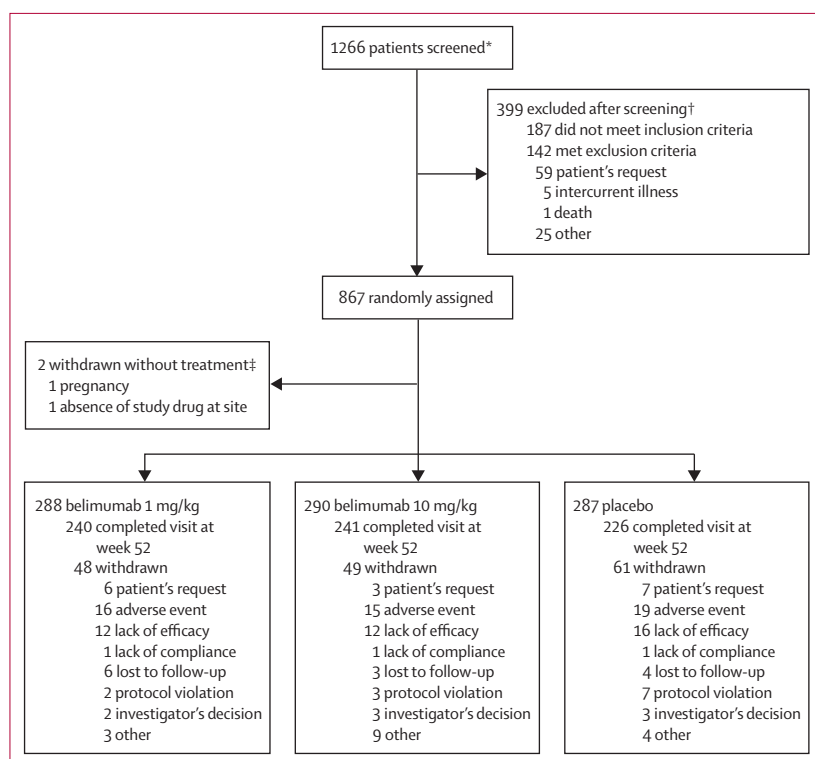 1266 patients screened*
399 excluded after screening†
187 did not meet inclusion criteria
142 met exclusion criteria
59 patient's request
5 intercurrent illness
1 death
25 other
867 randomly assigned
2 withdrawn without treatment‡
1 pregnancy
1 absence of study drug at site
288 belimumab 1 mg/kg
240 completed visit at
week 52
48 withdrawn
6 patient's request
16 adverse event
12 lack of efficacy
1 lack of compliance
6 lost to follow-up
2 protocol violation
2 investigator's decision
3 other
290 belimumab 10 mg/kg
241 completed visit at
week 52
49 withdrawn
3 patient's request
15 adverse event
12 lack of efficacy
1 lack of compliance
3 lost to follow-up
3 protocol violation
3 investigator's decision
9 other
287 placebo
226 completed visit at
week 52
61 withdrawn
7 patient's request
19 adverse event
16 lack of efficacy
1 lack of compliance
4 lost to follow-up
7 protocol violation
3 investigator's decision
4 other